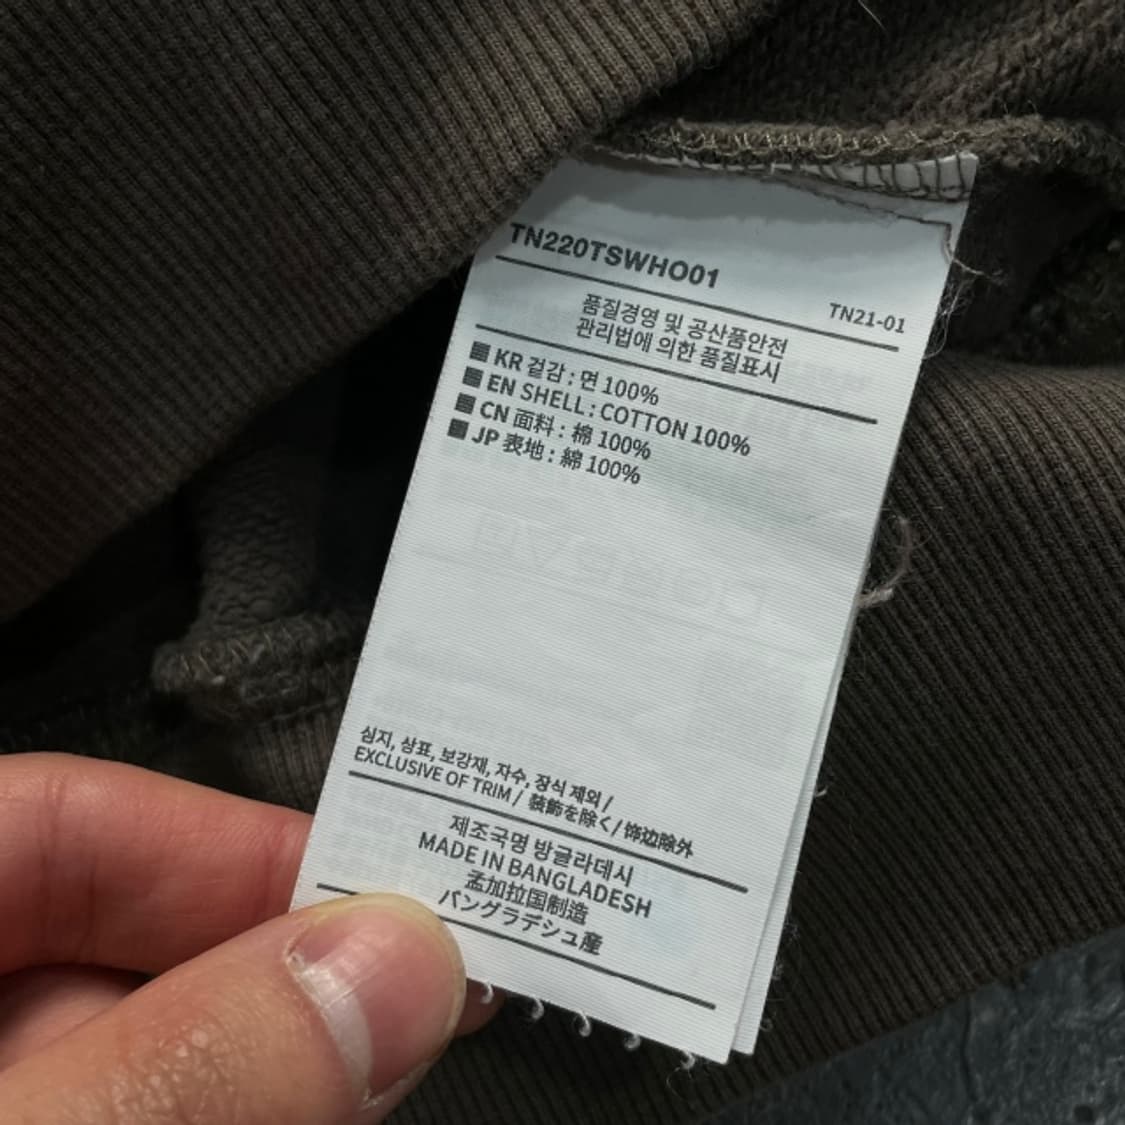 TN220TSWHO01
TN21-01
품질경영 및 공산품안전
관리법에 의한 품질표시
KR 겉감 : 면 100%
EN SHELL : COTTON 100%
CN 面料 : 棉 100%
JP 表地 : 綿 100%
심지, 상표, 보강재, 자수, 장식 제외 /
EXCLUSIVE OF TRIM / 装飾を除く/ 饰边除外
제조국명 방글라데시
MADE IN BANGLADESH
孟加拉国制造
バングラデシュ産